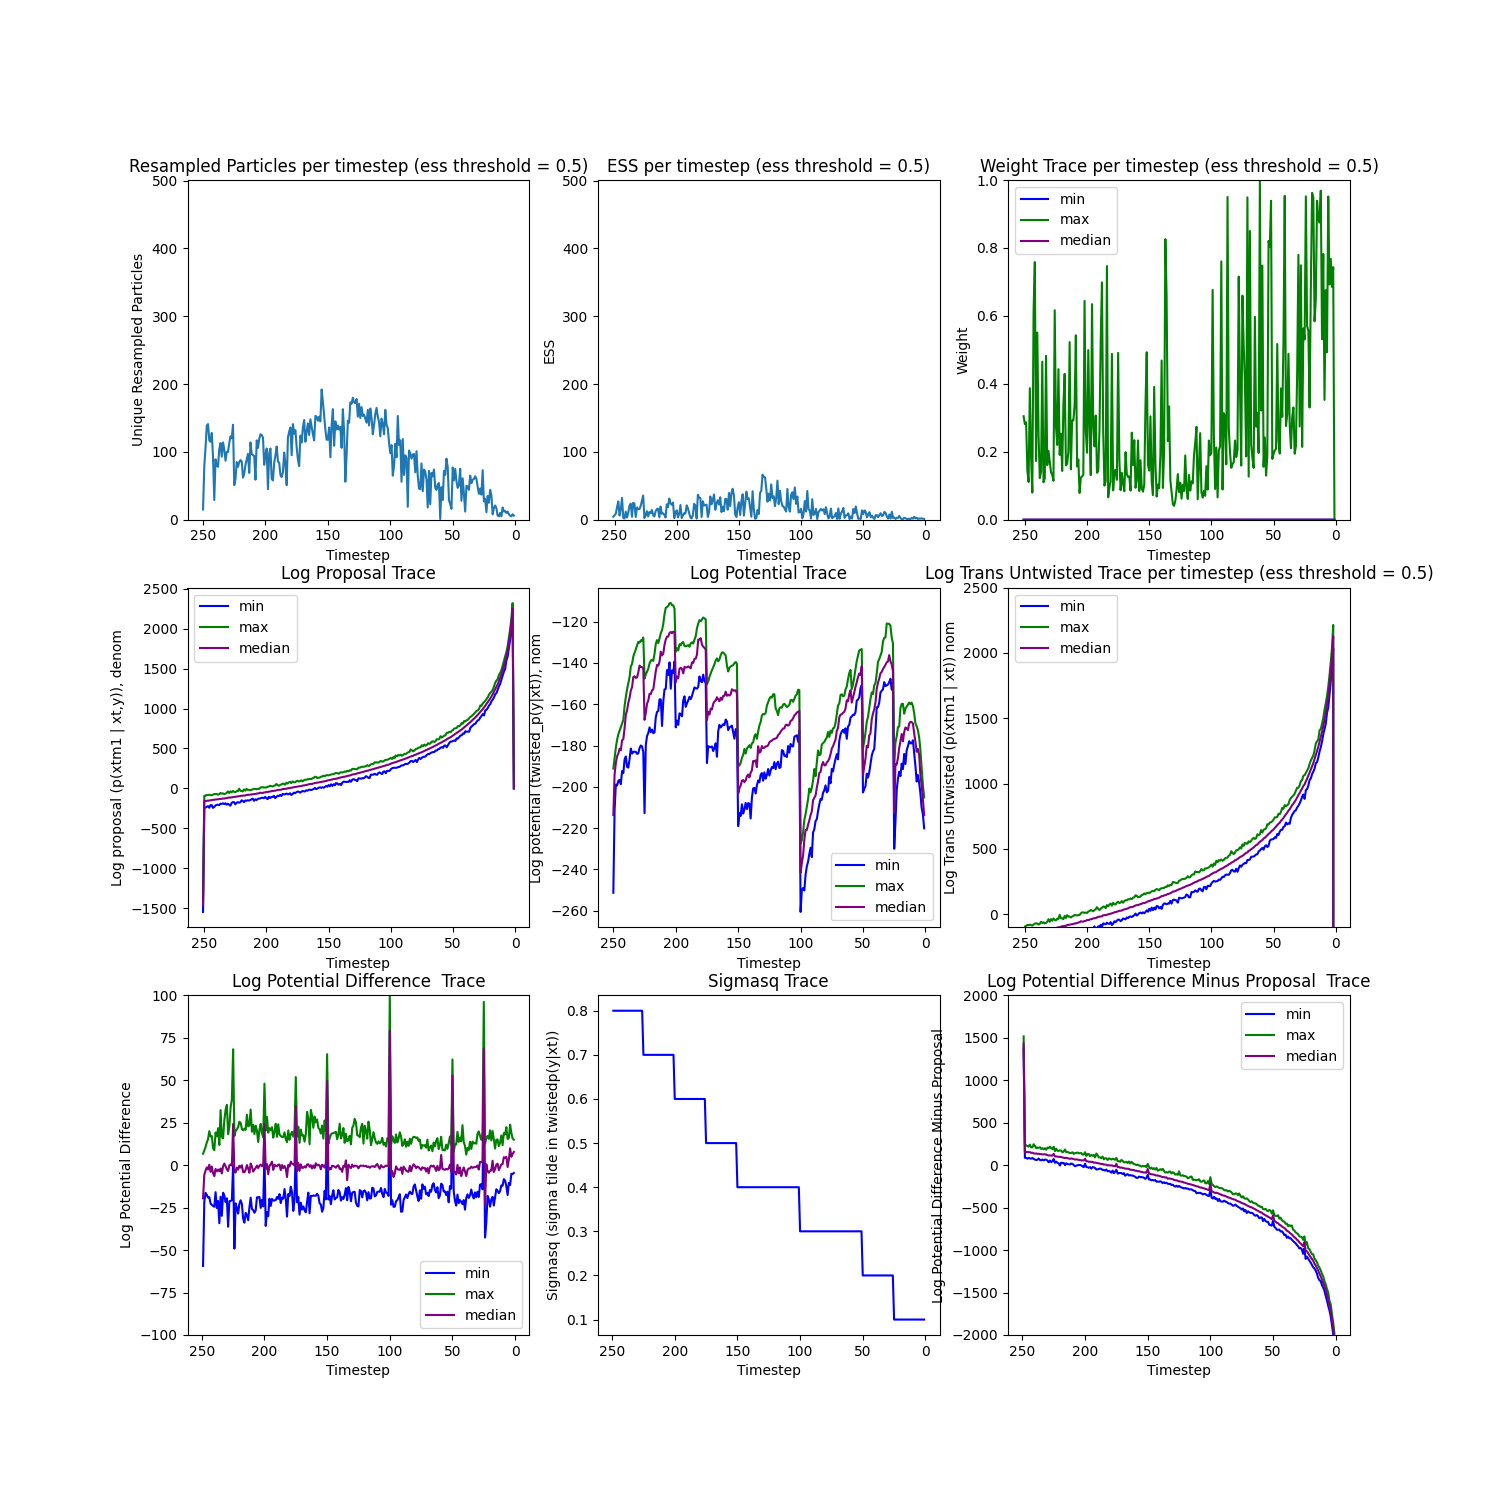 Resampled Particles per timestep (ess threshold = 0.5)
500
400
300
200
100
0
Unique Resampled Particles
250 200 150 100 50 0
Timestep
ESS per timestep (ess threshold = 0.5)
500
400
300
200
100
0
ESS
250 200 150 100 50 0
Timestep
Weight Trace per timestep (ess threshold = 0.5)
1.0
0.8
0.6
0.4
0.2
0.0
Weight
min
max
median
250 200 150 100 50 0
Timestep
Log Proposal Trace
2500
2000
1500
1000
500
0
−500
−1000
−1500
Log proposal (p(xtm1 | xt,y)), denom
min
max
median
250 200 150 100 50 0
Timestep
Log Potential Trace
−120
−140
−160
−180
−200
−220
−240
−260
Log potential (twisted_p(y|xt)), nom
min
max
median
250 200 150 100 50 0
Timestep
Log Trans Untwisted Trace per timestep (ess threshold = 0.5)
2500
2000
1500
1000
500
0
Log Trans Untwisted (p(xtm1 | xt)) nom
min
max
median
250 200 150 100 50 0
Timestep
Log Potential Difference  Trace
100
75
50
25
0
−25
−50
−75
−100
Log Potential Difference
min
max
median
250 200 150 100 50 0
Timestep
Sigmasq Trace
0.8
0.7
0.6
0.5
0.4
0.3
0.2
0.1
Sigmasq (sigma tilde in twistedp(y|xt))
250 200 150 100 50 0
Timestep
Log Potential Difference Minus Proposal  Trace
2000
1500
1000
500
0
−500
−1000
−1500
−2000
Log Potential Difference Minus Proposal
min
max
median
250 200 150 100 50 0
Timestep